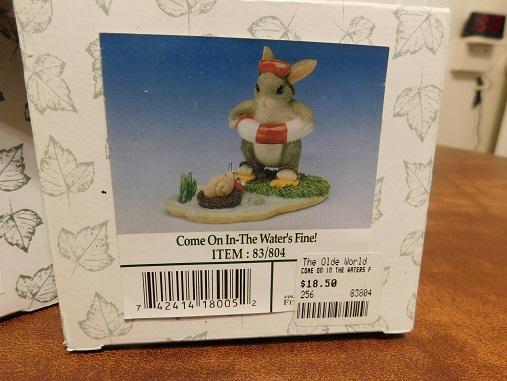 Come On In-The Water's Fine!
ITEM : 83/804
7 42414 18005 2
The Olde World
COME ON IN THE WATERS F
$18.50
256 83804